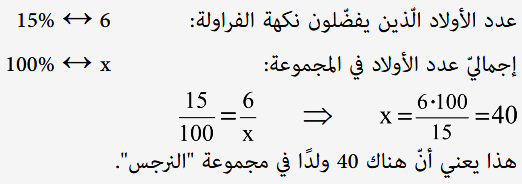 عدد الأولاد الّذين يفضّلون نكهة الفراولة: 6 ↔ 15%
إجماليّ عدد الأولاد في المجموعة: x ↔ 100%
15/100 = 6/x ⇒ x = 6·100/15 = 40
هذا يعني أنّ هناك 40 ولدًا في مجموعة "النرجس".